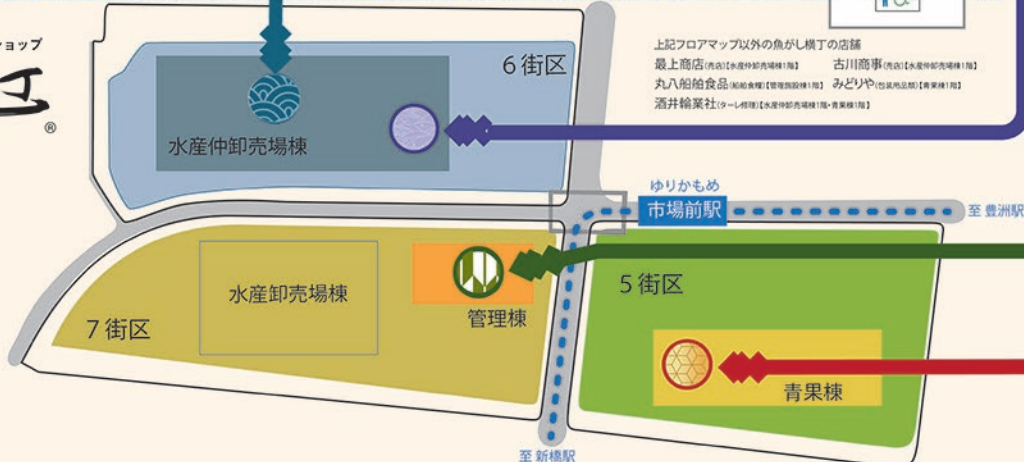 ョップ
®
6街区
水産仲卸売場棟
上記フロアマップ以外の魚がし横丁の店舗
最上商店(売店)【水産仲卸売場棟1階】 古川商事(売店)【水産仲卸売場棟1階】
丸八船舶食品(船舶食糧)【管理施設棟1階】 みどりや(包装用品類)【青果棟1階】
酒井輪業社(ターレ修理)【水産仲卸売場棟1階・青果棟1階】
ゆりかもめ
市場前駅
至 豊洲駅
水産卸売場棟
7街区
管理棟
5街区
青果棟
至 新橋駅